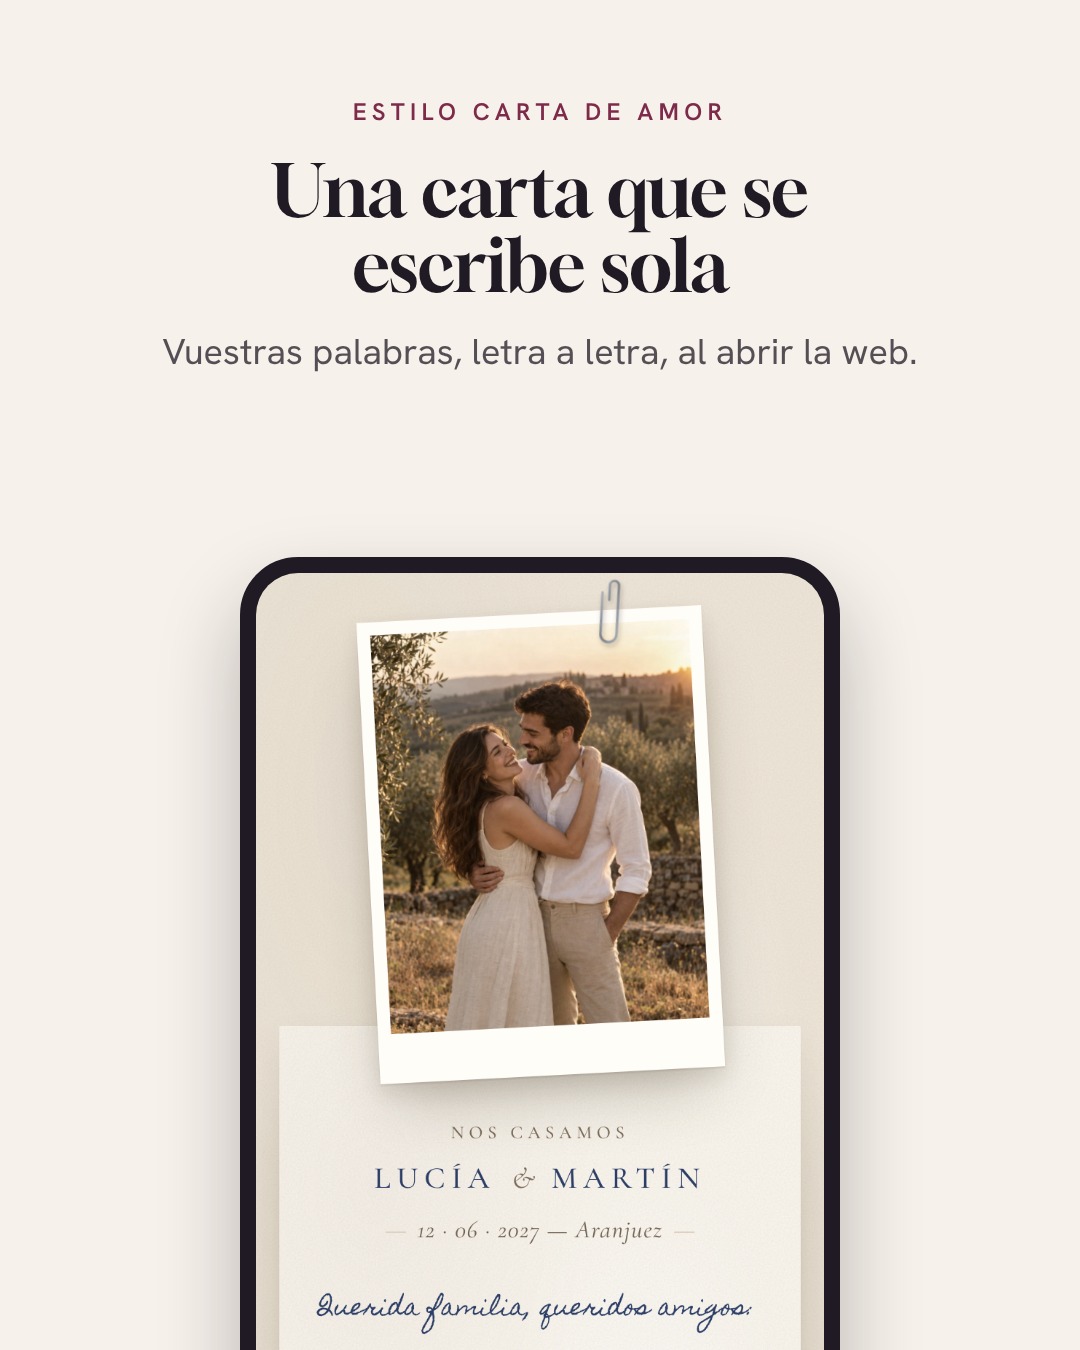 ESTILO CARTA DE AMOR
Una carta que se
escribe sola
Vuestras palabras, letra a letra, al abrir la web.
NOS CASAMOS
LUCÍA & MARTÍN
— 12 · 06 · 2027 — Aranjuez —
Querida familia, queridos amigos: